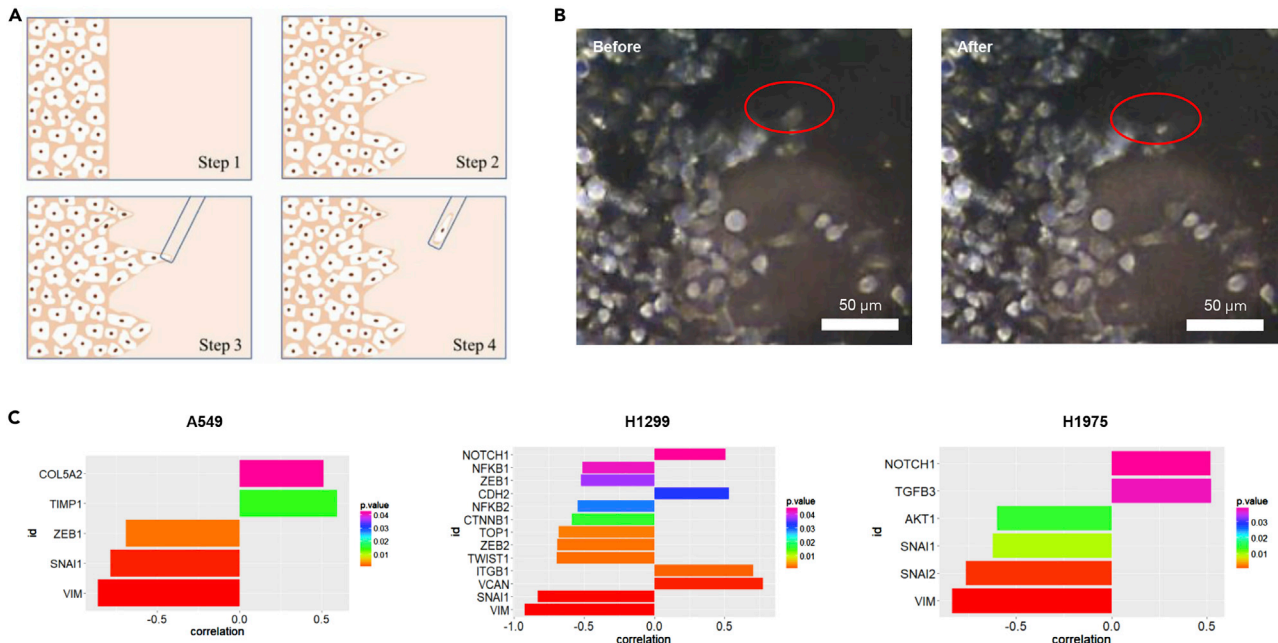 A
Step 1
Step 2
Step 3
Step 4
B
Before
50 μm
After
50 μm
C
A549
COL5A2
TIMP1
ZEB1
SNAI1
VIM
id
-0.5 0.0 0.5
correlation
p.value
0.04
0.03
0.02
0.01
H1299
NOTCH1
NFKB1
ZEB1
CDH2
NFKB2
CTNNB1
TOP1
ZEB2
TWIST1
ITGB1
VCAN
SNAI1
VIM
id
-1.0 -0.5 0.0 0.5
correlation
p.value
0.04
0.03
0.02
0.01
H1975
NOTCH1
TGFB3
AKT1
SNAI1
SNAI2
VIM
id
-0.5 0.0 0.5
correlation
p.value
0.04
0.03
0.02
0.01